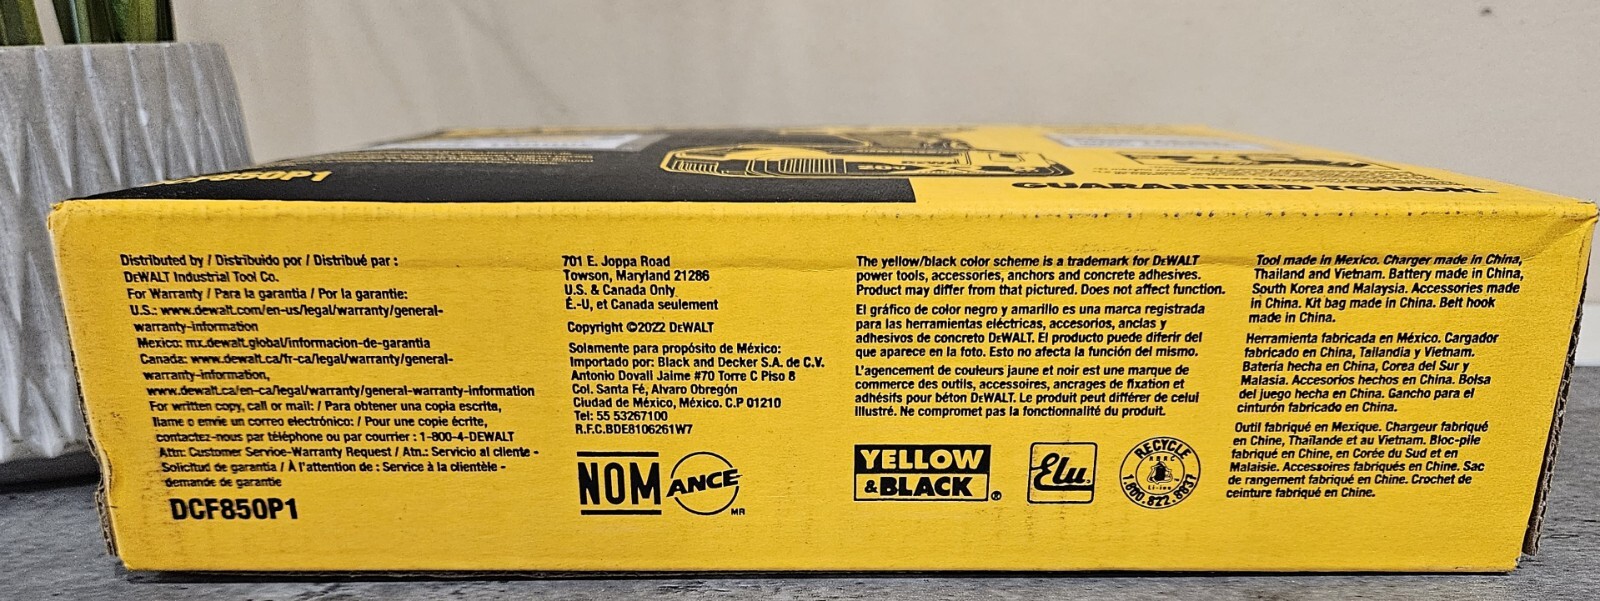 DCF850P1
20V
GUARANTEED TOUGH.
Distributed by / Distribuido por / Distribué par :
DEWALT Industrial Tool Co.
For Warranty / Para la garantía / Por la garantie:
U.S.: www.dewalt.com/en-us/legal/warranty/general-
warranty-information
Mexico: mx.dewalt.global/informacion-de-garantia
Canada: www.dewalt.ca/fr-ca/legal/warranty/general-
warranty-information,
www.dewalt.ca/en-ca/legal/warranty/general-warranty-information
For written copy, call or mail: / Para obtener una copia escrita,
llame o envie un correo electrónico: / Pour une copie écrite,
contactez-nous par téléphone ou par courrier : 1-800-4-DEWALT
Attn: Customer Service-Warranty Request / Atn.: Servicio al cliente -
Solicitud de garantia / À l'attention de : Service à la clientèle -
demande de garantie
DCF850P1
701 E. Joppa Road
Towson, Maryland 21286
U.S. & Canada Only
É.-U, et Canada seulement
Copyright ©2022 DEWALT
Solamente para propósito de México:
Importado por: Black and Decker S.A. de C.V.
Antonio Dovali Jaime #70 Torre C Piso 8
Col. Santa Fé, Alvaro Obregón
Ciudad de México, México. C.P 01210
Tel: 55 53267100
R.F.C.BDE8106261W7
NOM ANCE MR
The yellow/black color scheme is a trademark for DEWALT
power tools, accessories, anchors and concrete adhesives.
Product may differ from that pictured. Does not affect function.
El gráfico de color negro y amarillo es una marca registrada
para las herramientas eléctricas, accesorios, anclas y
adhesivos de concreto DEWALT. El producto puede diferir del
que aparece en la foto. Esto no afecta la función del mismo.
L'agencement de couleurs jaune et noir est une marque de
commerce des outils, accessoires, ancrages de fixation et
adhésifs pour béton DEWALT. Le produit peut différer de celui
illustré. Ne compromet pas la fonctionnalité du produit.
YELLOW
& BLACK ®
Elu
RECYCLE
RBRC
Li-ion
1.800.822.8837
Tool made in Mexico. Charger made in China,
Thailand and Vietnam. Battery made in China,
South Korea and Malaysia. Accessories made
in China. Kit bag made in China. Belt hook
made in China.
Herramienta fabricada en México. Cargador
fabricado en China, Tailandia y Vietnam.
Batería hecha en China, Corea del Sur y
Malasia. Accesorios hechos en China. Bolsa
del juego hecha en China. Gancho para el
cinturón fabricado en China.
Outil fabriqué en Mexique. Chargeur fabriqué
en Chine, Thaïlande et au Vietnam. Bloc-pile
fabriqué en Chine, en Corée du Sud et en
Malaisie. Accessoires fabriqués en Chine. Sac
de rangement fabriqué en Chine. Crochet de
ceinture fabriqué en Chine.